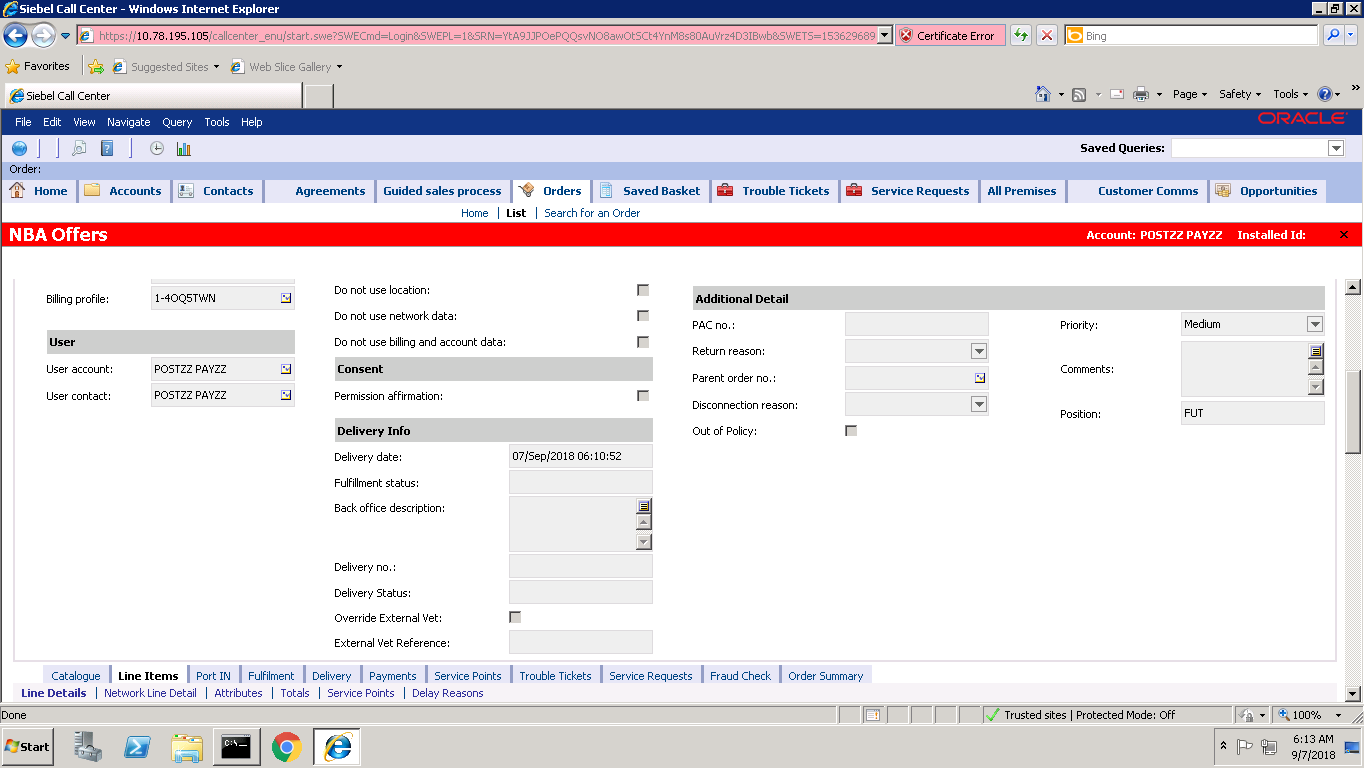 Siebel Call Center - Windows Internet Explorer
https://10.78.195.105/callcenter_enu/start.swe?SWECmd=Login&SWEPL=1&SRN=YtA9JJPOePQQsvNO8awOtSCt4YnM8s80AuVrz4D3IBwb&SWETS=153629689 Certificate Error Bing
Favorites Suggested Sites Web Slice Gallery
Siebel Call Center Page Safety Tools
File Edit View Navigate Query Tools Help ORACLE
Saved Queries:
Order:
Home Accounts Contacts Agreements Guided sales process Orders Saved Basket Trouble Tickets Service Requests All Premises Customer Comms Opportunities
Home List Search for an Order
NBA Offers Account: POSTZZ PAYZZ Installed Id:
Billing profile: 1-4OQ5TWN
User
User account: POSTZZ PAYZZ
User contact: POSTZZ PAYZZ
Do not use location:
Do not use network data:
Do not use billing and account data:
Consent
Permission affirmation:
Delivery Info
Delivery date: 07/Sep/2018 06:10:52
Fulfillment status:
Back office description:
Delivery no.:
Delivery Status:
Override External Vet:
External Vet Reference:
Additional Detail
PAC no.:
Return reason:
Parent order no.:
Disconnection reason:
Out of Policy:
Priority: Medium
Comments:
Position: FUT
Catalogue Line Items Port IN Fulfilment Delivery Payments Service Points Trouble Tickets Service Requests Fraud Check Order Summary
Line Details Network Line Detail Attributes Totals Service Points Delay Reasons
Done Trusted sites | Protected Mode: Off 100%
Start 6:13 AM
9/7/2018